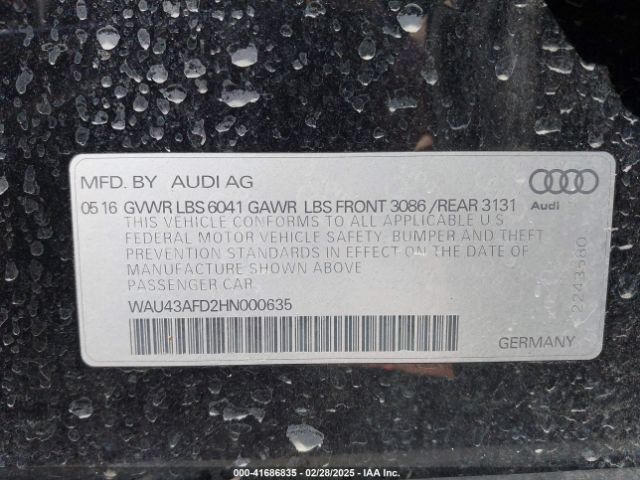 MFD. BY AUDI AG
Audi
05 16 GVWR LBS 6041 GAWR LBS FRONT 3086 /REAR 3131
THIS VEHICLE CONFORMS TO ALL APPLICABLE U S
FEDERAL MOTOR VEHICLE SAFETY- BUMPER AND THEFT
PREVENTION STANDARDS IN EFFECT ON THE DATE OF
MANUFACTURE SHOWN ABOVE
PASSENGER CAR
2243580
WAU43AFD2HN000635
GERMANY
000-41686835 - 02/28/2025 - IAA Inc.